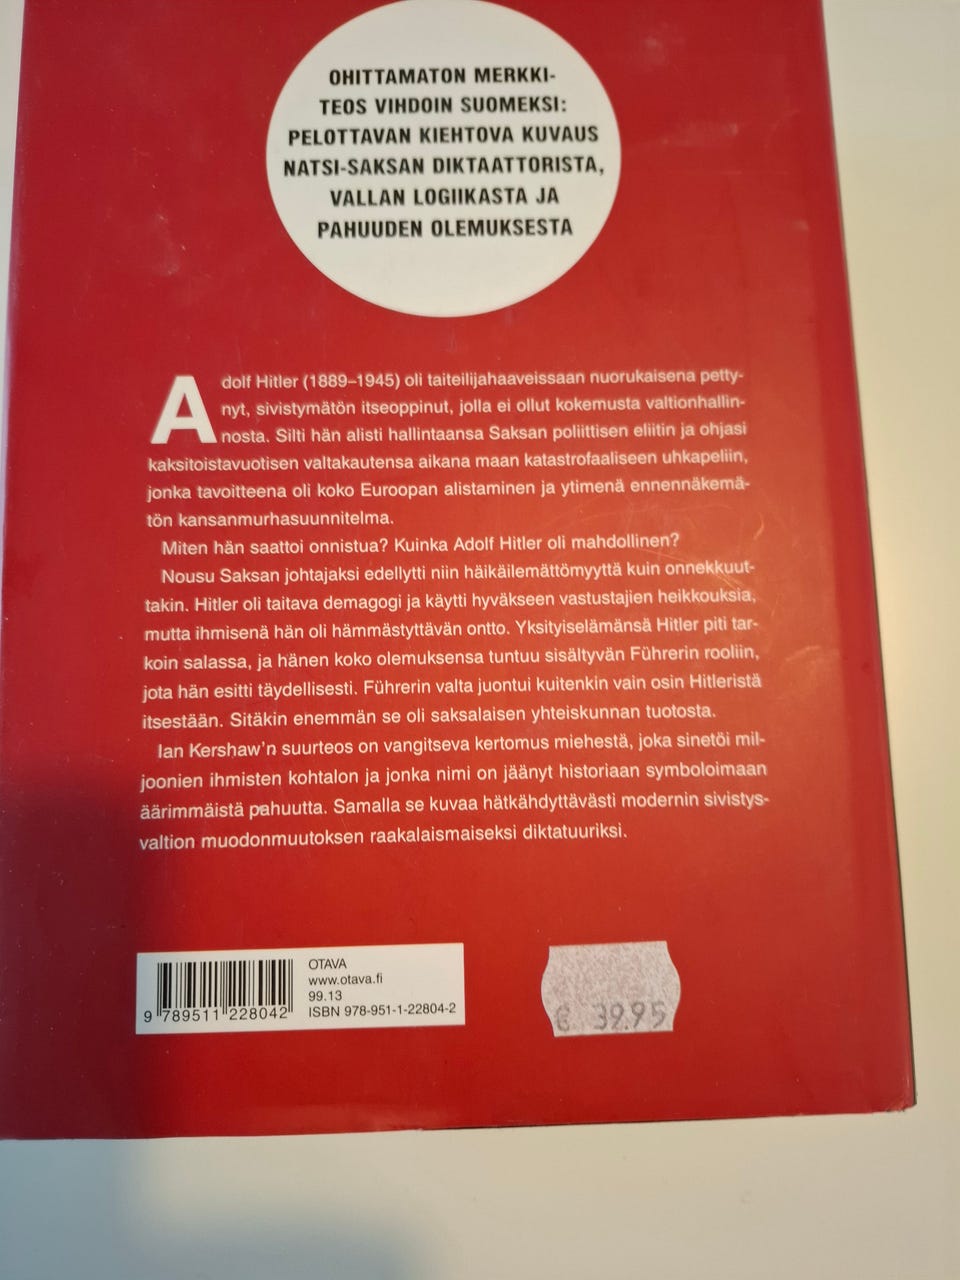 OHITTAMATON MERKKI-
TEOS VIHDOIN SUOMEKSI:
PELOTTAVAN KIEHTOVA KUVAUS
NATSI-SAKSAN DIKTAATTORISTA,
VALLAN LOGIIKASTA JA
PAHUUDEN OLEMUKSESTA
Adolf Hitler (1889–1945) oli taiteilijahaaveissaan nuorukaisena petty-
nyt, sivistymätön itseoppinut, jolla ei ollut kokemusta valtionhallin-
nosta. Silti hän alisti hallintaansa Saksan poliittisen eliitin ja ohjasi
kaksitoistavuotisen valtakautensa aikana maan katastrofaaliseen uhkapeliin,
jonka tavoitteena oli koko Euroopan alistaminen ja ytimenä ennennäkemä-
tön kansanmurhasuunnitelma.
Miten hän saattoi onnistua? Kuinka Adolf Hitler oli mahdollinen?
Nousu Saksan johtajaksi edellytti niin häikäilemättömyyttä kuin onnekkuut-
takin. Hitler oli taitava demagogi ja käytti hyväkseen vastustajien heikkouksia,
mutta ihmisenä hän oli hämmästyttävän ontto. Yksityiselämänsä Hitler piti tar-
koin salassa, ja hänen koko olemuksensa tuntuu sisältyvän Führerin rooliin,
jota hän esitti täydellisesti. Führerin valta juontui kuitenkin vain osin Hitleristä
itsestään. Sitäkin enemmän se oli saksalaisen yhteiskunnan tuotosta.
Ian Kershaw'n suurteos on vangitseva kertomus miehestä, joka sinetöi mil-
joonien ihmisten kohtalon ja jonka nimi on jäänyt historiaan symboloimaan
äärimmäistä pahuutta. Samalla se kuvaa hätkähdyttävästi modernin sivistys-
valtion muodonmuutoksen raakalaismaiseksi diktatuuriksi.
OTAVA
www.otava.fi
99.13
ISBN 978-951-1-22804-2
9 789511 228042
€ 39.95